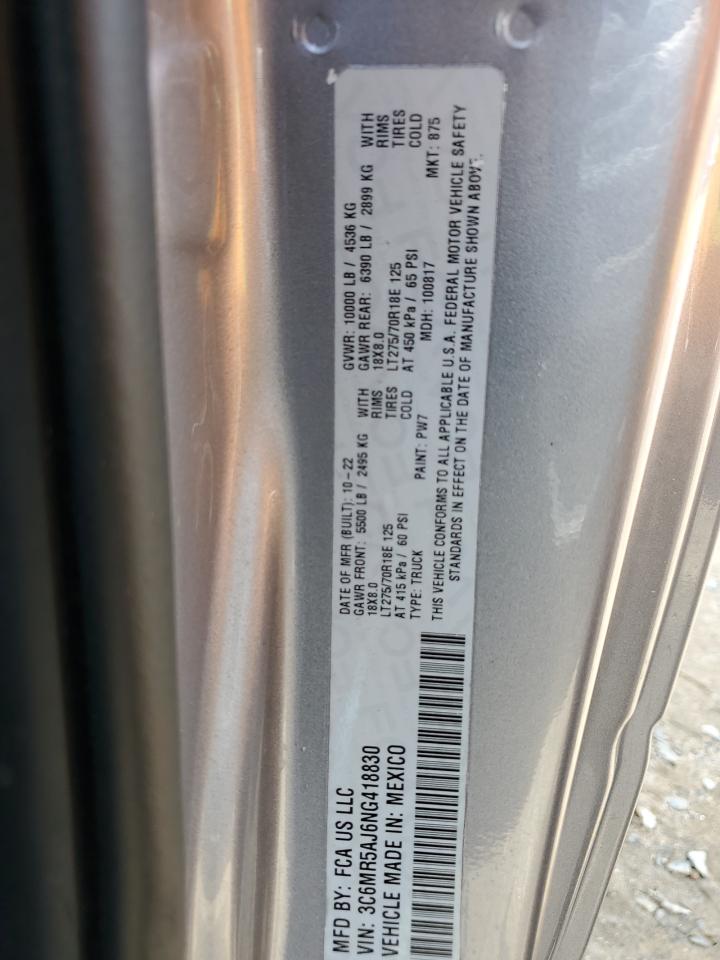 MFD BY: FCA US LLC
VIN: 3C6MR5AJ6NG418830
VEHICLE MADE IN: MEXICO
DATE OF MFR (BUILT): 10-22 GVWR: 10000 LB / 4536 KG
GAWR FRONT: 5500 LB / 2495 KG WITH GAWR REAR: 6390 LB / 2899 KG WITH
18X8.0 RIMS 18X8.0 RIMS
LT275/70R18E 125 TIRES LT275/70R18E 125 TIRES
AT 415 kPa / 60 PSI COLD AT 450 kPa / 65 PSI COLD
TYPE: TRUCK PAINT: PW7 MDH: 100817 MKT: 875
THIS VEHICLE CONFORMS TO ALL APPLICABLE U.S.A. FEDERAL MOTOR VEHICLE SAFETY
STANDARDS IN EFFECT ON THE DATE OF MANUFACTURE SHOWN ABOVE.